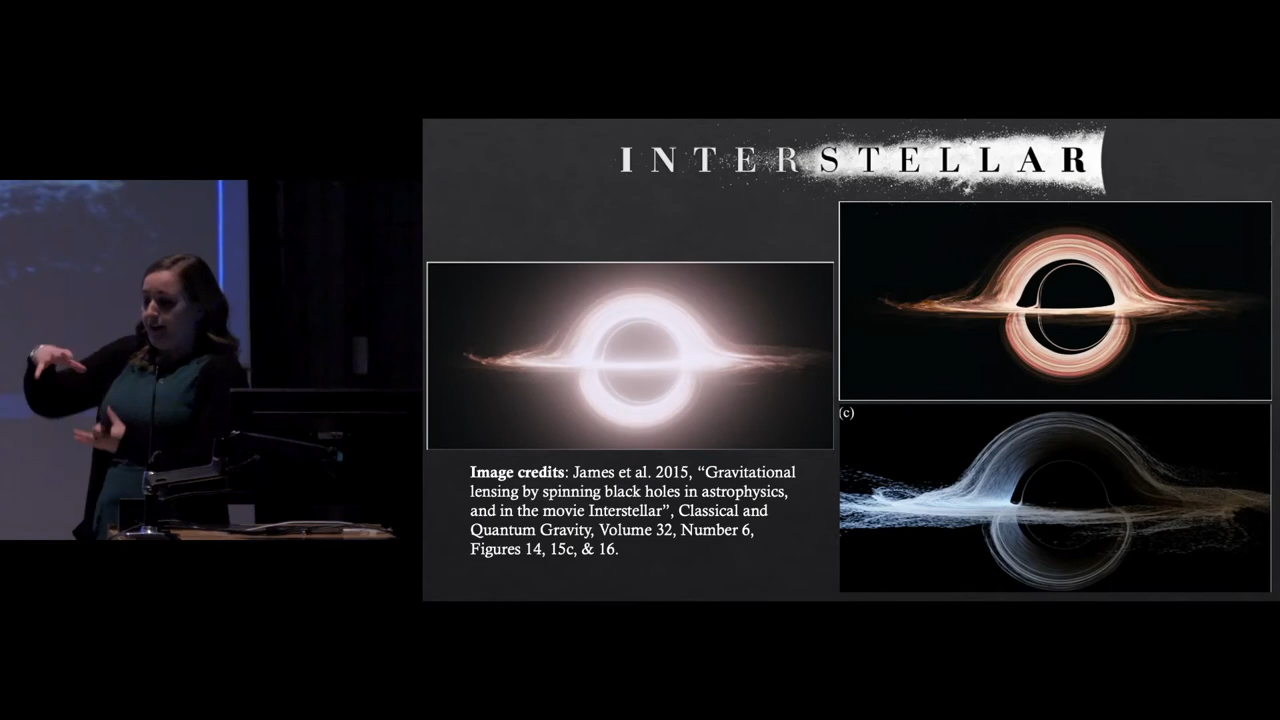 INTERSTELLAR
(c)
Image credits: James et al. 2015, “Gravitational
lensing by spinning black holes in astrophysics,
and in the movie Interstellar”, Classical and
Quantum Gravity, Volume 32, Number 6,
Figures 14, 15c, & 16.